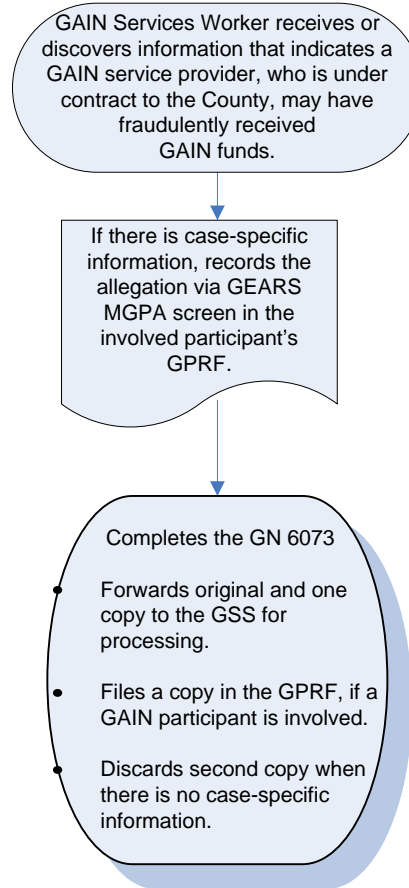 GAIN Services Worker receives or
discovers information that indicates a
GAIN service provider, who is under
contract to the County, may have
fraudulently received
GAIN funds.
If there is case-specific
information, records the
allegation via GEARS
MGPA screen in the
involved participant's
GPRF.
Completes the GN 6073
• Forwards original and one
copy to the GSS for
processing.
• Files a copy in the GPRF, if a
GAIN participant is involved.
• Discards second copy when
there is no case-specific
information.